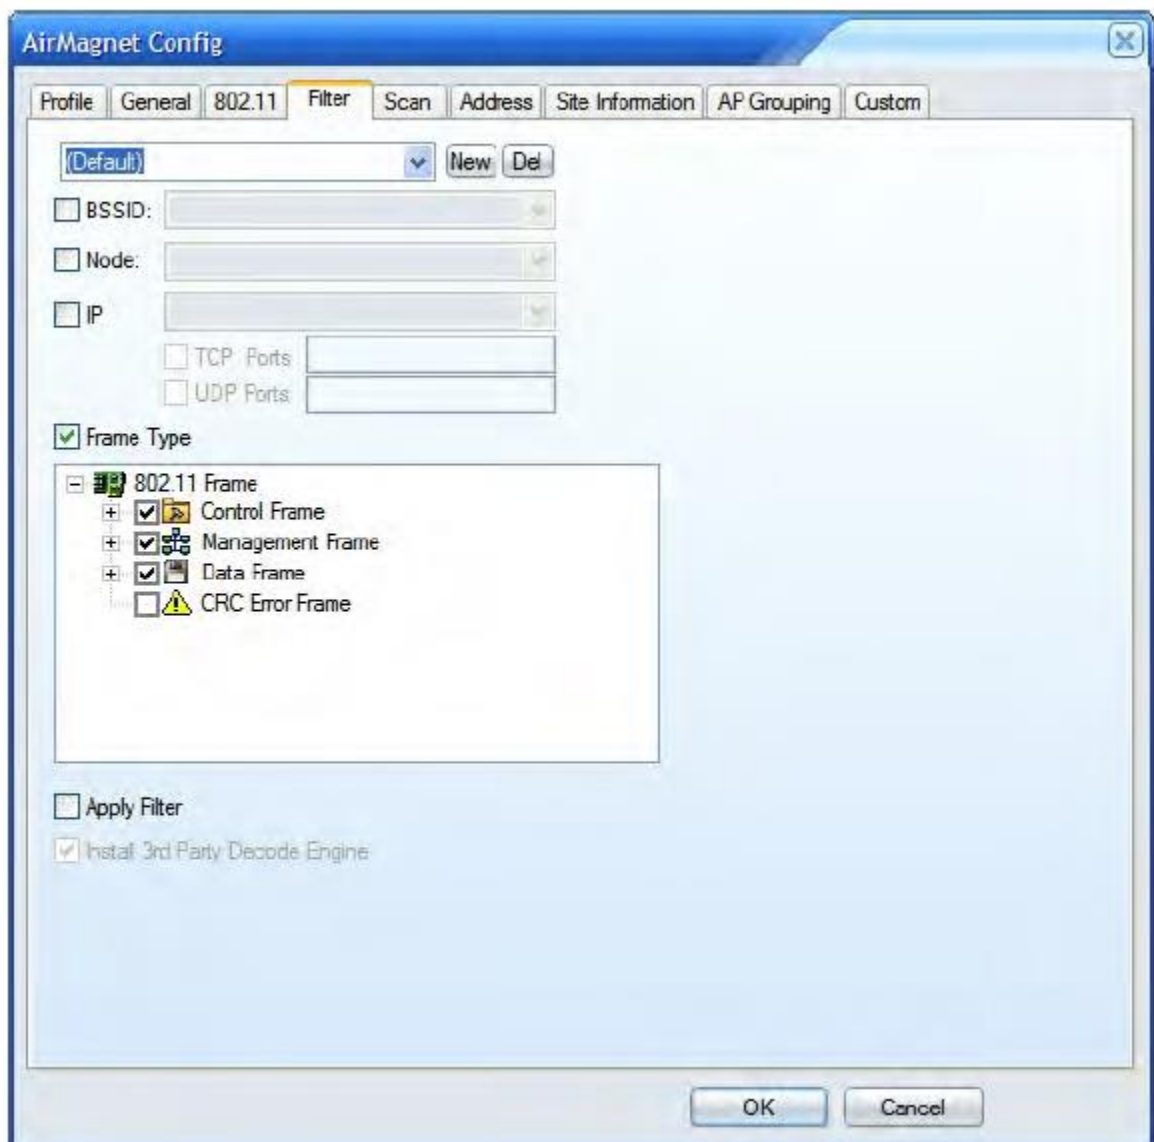 AirMagnet Config
Profile General 802.11 Filter Scan Address Site Information AP Grouping Custom
(Default) New Del
BSSID:
Node:
IP
TCP Ports
UDP Ports
Frame Type
802.11 Frame
Control Frame
Management Frame
Data Frame
CRC Error Frame
Apply Filter
Install 3rd Party Decode Engine
OK Cancel